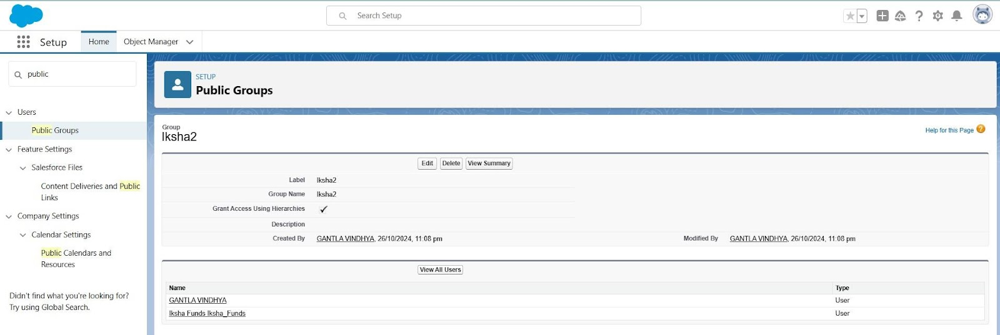 Search Setup
Setup
Home
Object Manager
public
Users
Public Groups
Feature Settings
Salesforce Files
Content Deliveries and Public
Links
Company Settings
Calendar Settings
Public Calendars and
Resources
Didn't find what you're looking for?
Try using Global Search.
SETUP
Public Groups
Group
Iksha2
Help for this Page
Edit Delete View Summary
Label Iksha2
Group Name Iksha2
Grant Access Using Hierarchies
Description
Created By GANTLA VINDHYA, 26/10/2024, 11:08 pm Modified By GANTLA VINDHYA, 26/10/2024, 11:08 pm
View All Users
Name Type
GANTLA VINDHYA User
Iksha Funds Iksha_Funds User